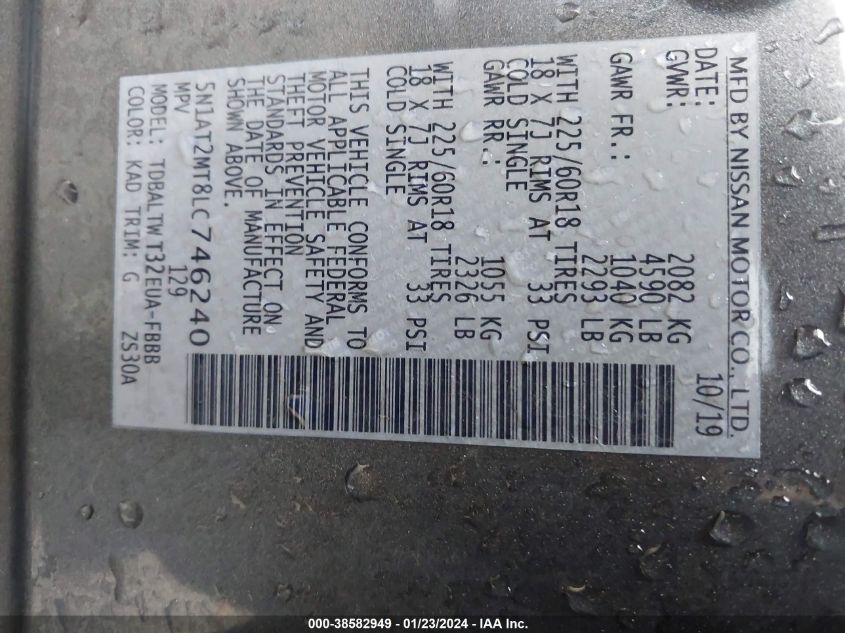 MFD BY NISSAN MOTOR CO., LTD.
DATE: 10/19
GVWR: 2082 KG
4590 LB
GAWR FR.: 1040 KG
2293 LB
WITH 225/60R18 TIRES
18 X 7J RIMS AT 33 PSI
COLD SINGLE
GAWR RR.: 1055 KG
2326 LB
WITH 225/60R18 TIRES
18 X 7J RIMS AT 33 PSI
COLD SINGLE
THIS VEHICLE CONFORMS TO
ALL APPLICABLE FEDERAL
MOTOR VEHICLE SAFETY AND
THEFT PREVENTION
STANDARDS IN EFFECT ON
THE DATE OF MANUFACTURE
SHOWN ABOVE.
5N1AT2MT8LC746240
MPV 129
MODEL: TDBALTWT32EUA-FBBB
COLOR: KAD TRIM: G ZS30A
000-38582949 - 01/23/2024 - IAA Inc.